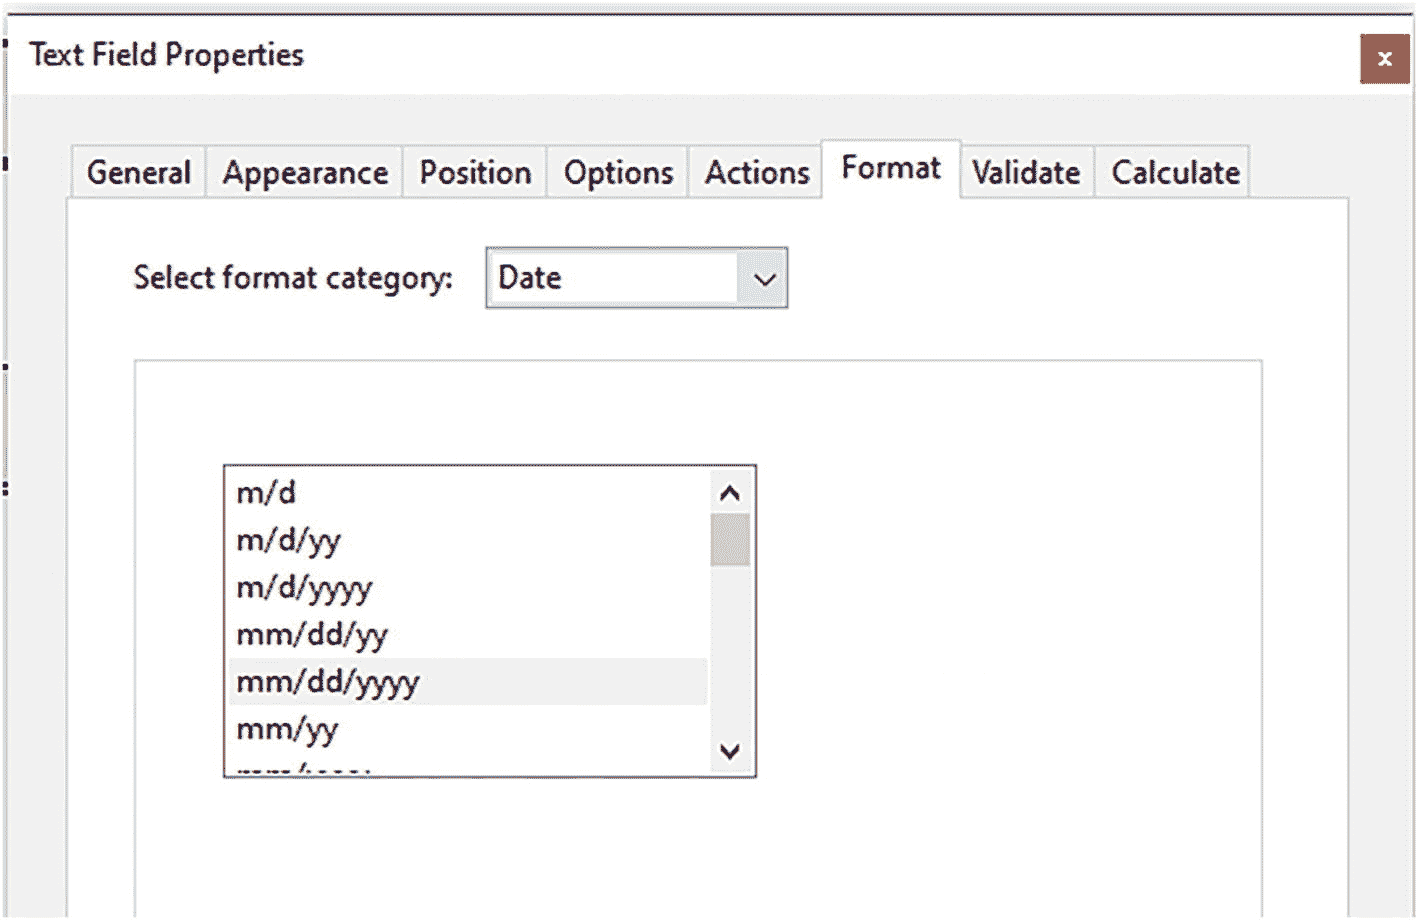 Text Field Properties
x
General Appearance Position Options Actions Format Validate Calculate
Select format category: Date
m/d
m/d/yy
m/d/yyyy
mm/dd/yy
mm/dd/yyyy
mm/yy